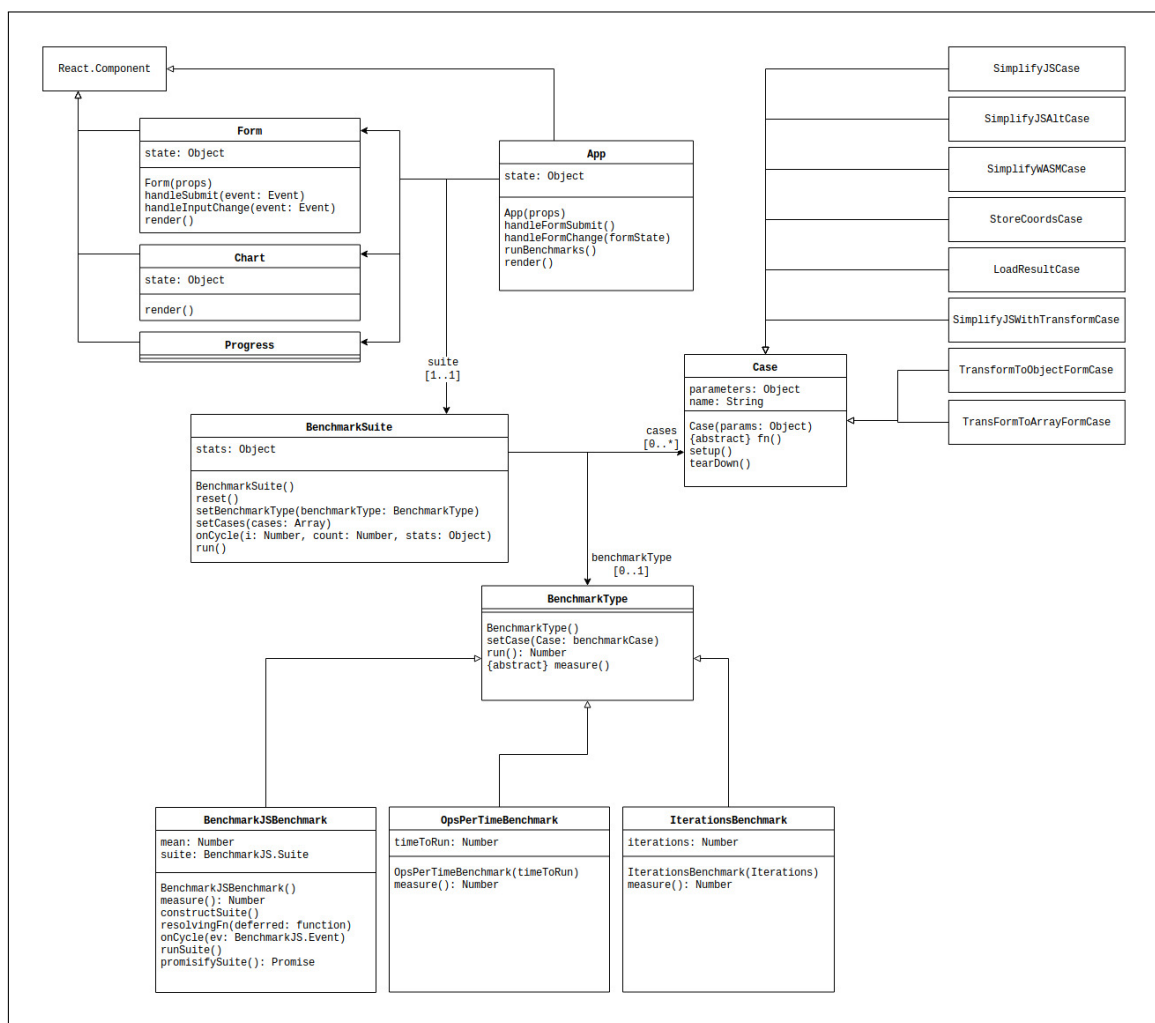 React.Component
Form
state: Object
Form(props)
handleSubmit(event: Event)
handleInputChange(event: Event)
render()
Chart
state: Object
render()
Progress
App
state: Object
App(props)
handleFormSubmit()
handleFormChange(formState)
runBenchmarks()
render()
SimplifyJSCase
SimplifyJSAltCase
SimplifyWASMCase
StoreCoordsCase
LoadResultCase
SimplifyJSWithTransformCase
TransformToObjectFormCase
TransFormToArrayFormCase
suite
[1..1]
Case
parameters: Object
name: String
Case(params: Object)
{abstract} fn()
setup()
tearDown()
cases
[0..*]
BenchmarkSuite
stats: Object
BenchmarkSuite()
reset()
setBenchmarkType(benchmarkType: BenchmarkType)
setCases(cases: Array)
onCycle(i: Number, count: Number, stats: Object)
run()
benchmarkType
[0..1]
BenchmarkType
BenchmarkType()
setCase(Case: benchmarkCase)
run(): Number
{abstract} measure()
BenchmarkJSBenchmark
mean: Number
suite: BenchmarkJS.Suite
BenchmarkJSBenchmark()
measure(): Number
constructSuite()
resolvingFn(deferred: function)
onCycle(ev: BenchmarkJS.Event)
runSuite()
promisifySuite(): Promise
OpsPerTimeBenchmark
timeToRun: Number
OpsPerTimeBenchmark(timeToRun)
measure(): Number
IterationsBenchmark
iterations: Number
IterationsBenchmark(Iterations)
measure(): Number